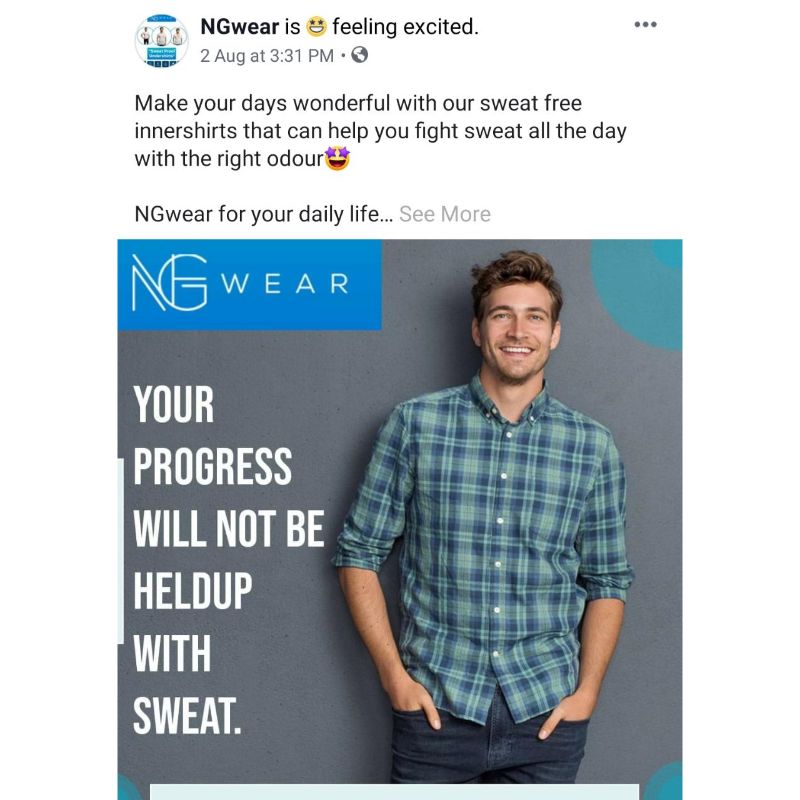 NGwear is 🤩 feeling excited.
2 Aug at 3:31 PM ·
Make your days wonderful with our sweat free
innershirts that can help you fight sweat all the day
with the right odour🤩
NGwear for your daily life... See More
NG WEAR
YOUR
PROGRESS
WILL NOT BE
HELDUP
WITH
SWEAT.